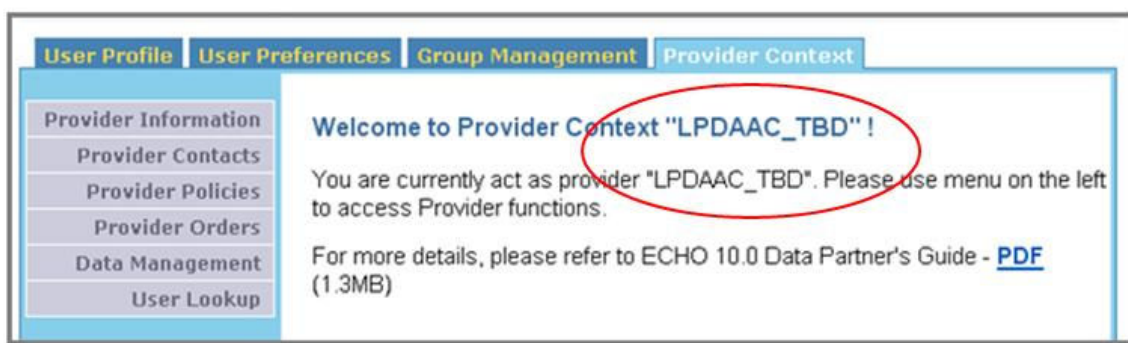 User Profile User Preferences Group Management Provider Context
Provider Information
Provider Contacts
Provider Policies
Provider Orders
Data Management
User Lookup
Welcome to Provider Context "LPDAAC_TBD" !
You are currently act as provider "LPDAAC_TBD". Please use menu on the left
to access Provider functions.
For more details, please refer to ECHO 10.0 Data Partner's Guide - PDF
(1.3MB)